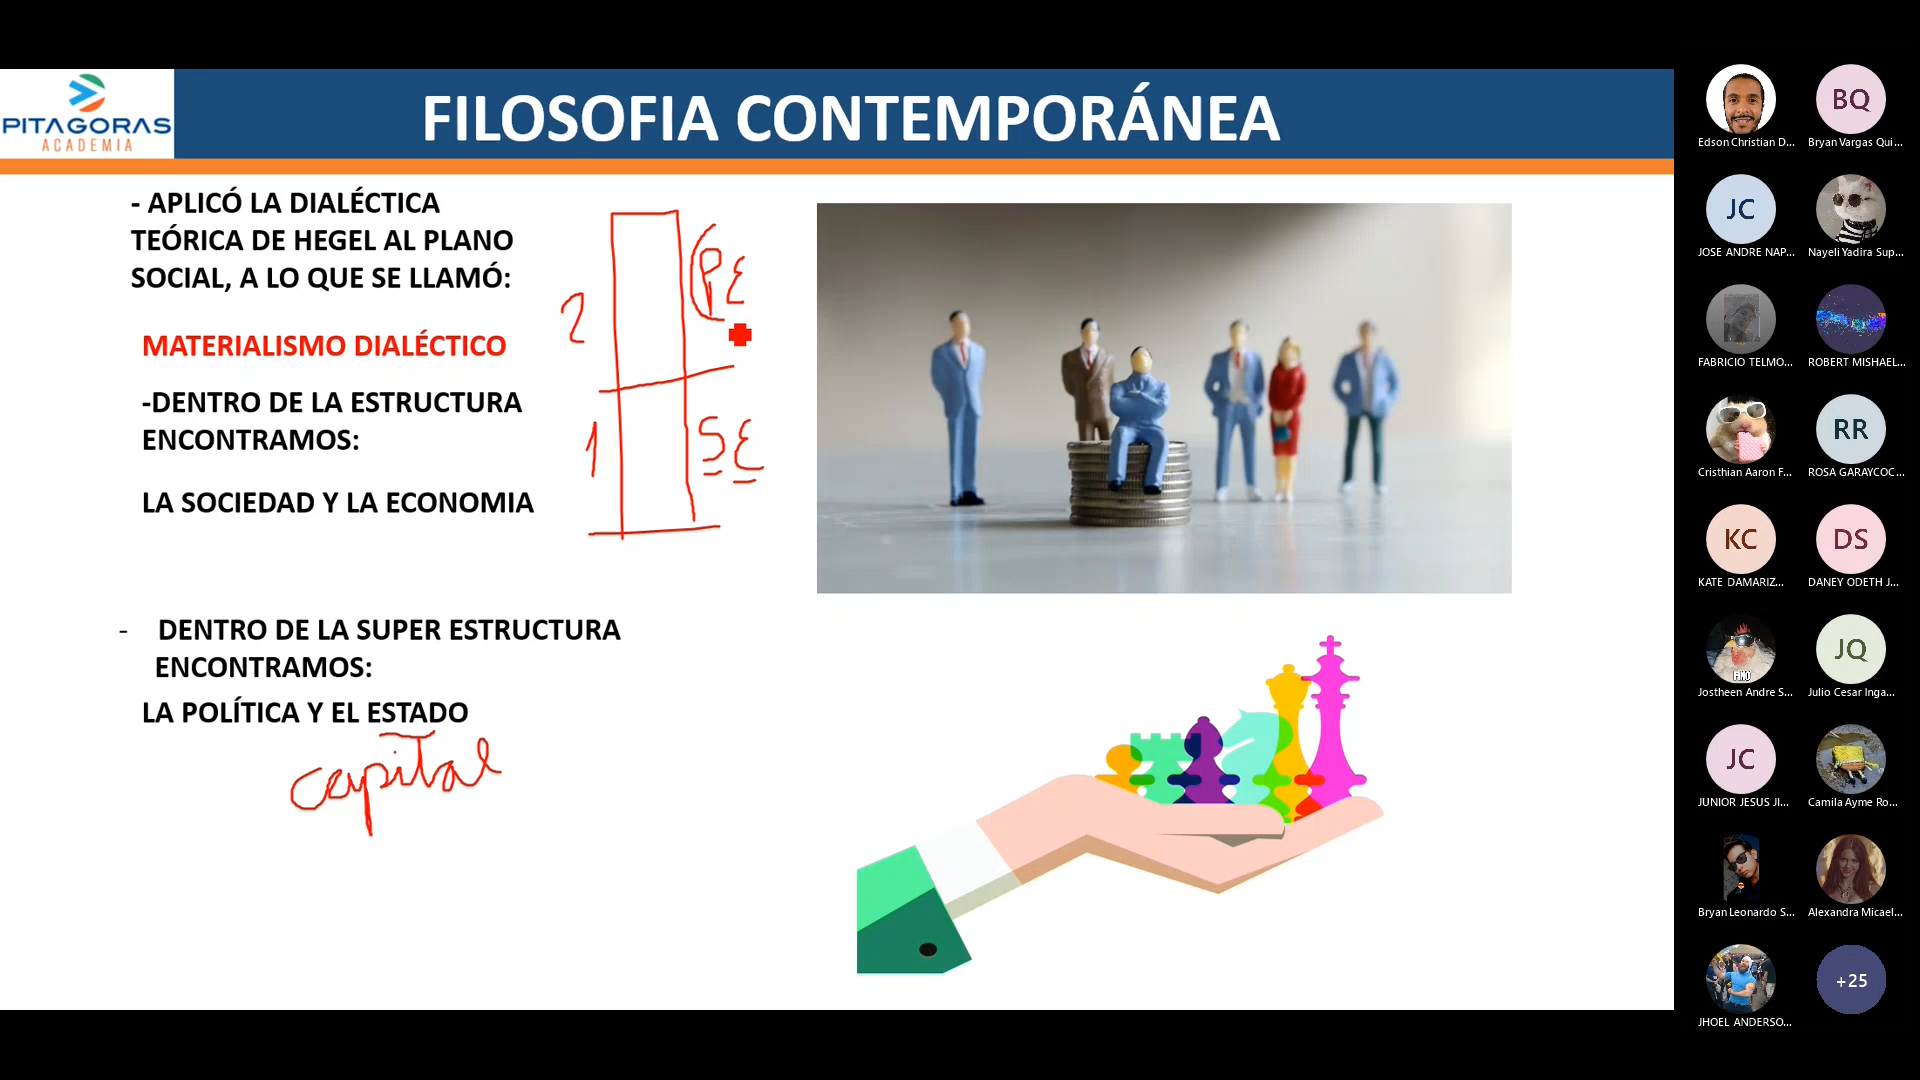 PITAGORAS
ACADEMIA
FILOSOFIA CONTEMPORÁNEA
- APLICÓ LA DIALÉCTICA
TEÓRICA DE HEGEL AL PLANO
SOCIAL, A LO QUE SE LLAMÓ:
MATERIALISMO DIALÉCTICO
-DENTRO DE LA ESTRUCTURA
ENCONTRAMOS:
LA SOCIEDAD Y LA ECONOMIA
2
PE
1
SE
- DENTRO DE LA SUPER ESTRUCTURA
ENCONTRAMOS:
LA POLÍTICA Y EL ESTADO
capital
Edson Christian D...
BQ
Bryan Vargas Qui...
JC
JOSE ANDRE NAP...
Nayeli Yadira Sup...
FABRICIO TELMO...
ROBERT MISHAEL...
Cristhian Aaron F...
RR
ROSA GARAYCOC...
KC
KATE DAMARIZ...
DS
DANEY ODETH J...
FINO
Jostheen Andre S...
JQ
Julio Cesar Inga...
JC
JUNIOR JESUS JI...
Camila Ayme Ro...
Bryan Leonardo S...
Alexandra Micael...
JHOEL ANDERSO...
+25